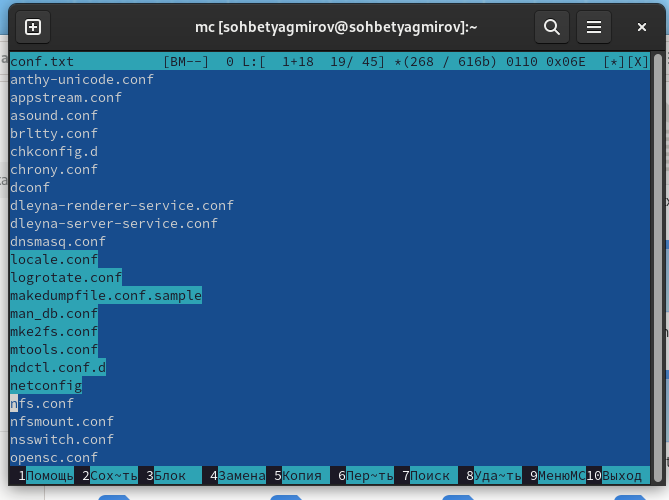 mc [sohbetyagmirov@sohbetyagmirov]:~
conf.txt [BM--] 0 L:[ 1+18 19/ 45] *(268 / 616b) 0110 0x06E [*][X]
anthy-unicode.conf
appstream.conf
asound.conf
brltty.conf
chkconfig.d
chrony.conf
dconf
dleyna-renderer-service.conf
dleyna-server-service.conf
dnsmasq.conf
locale.conf
logrotate.conf
makedumpfile.conf.sample
man_db.conf
mke2fs.conf
mtools.conf
ndctl.conf.d
netconfig
nfs.conf
nfsmount.conf
nsswitch.conf
opensc.conf
1Помощь 2Сох~ть 3Блок 4Замена 5Копия 6Пер~ть 7Поиск 8Уда~ть 9МенюMC 10Выход